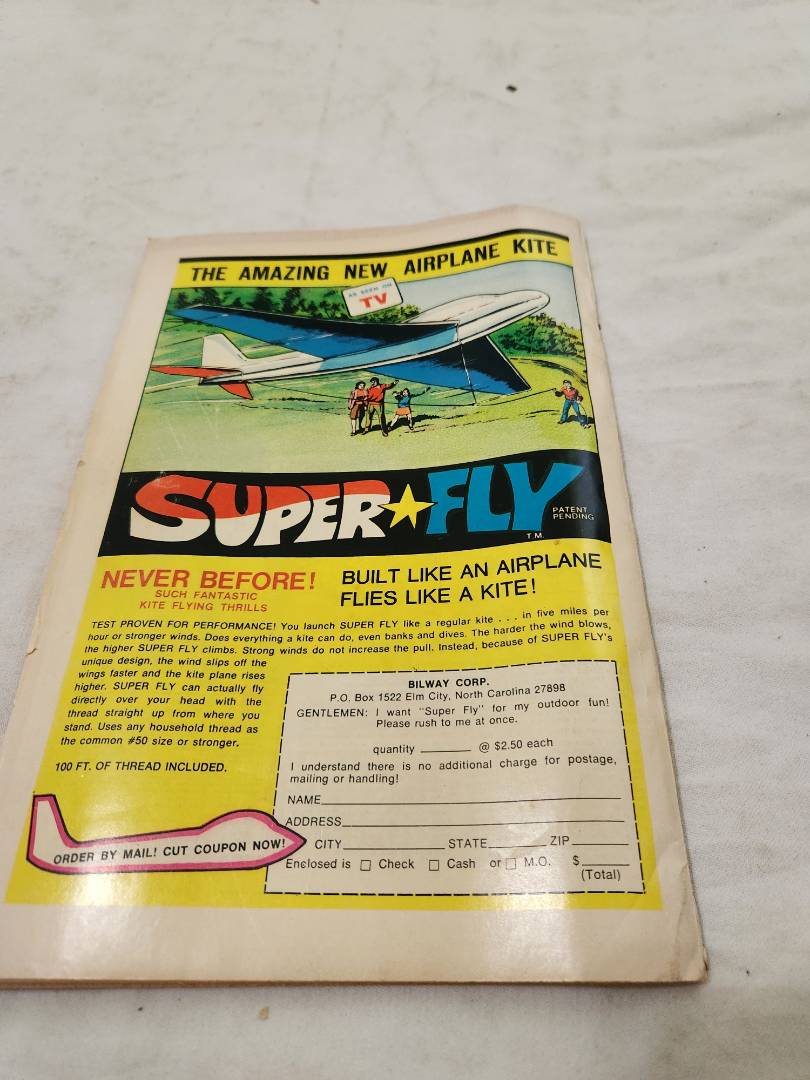 THE AMAZING NEW AIRPLANE KITE
AS SEEN ON
TV
SUPER FLY
PATENT
PENDING
T.M.
NEVER BEFORE!
SUCH FANTASTIC
KITE FLYING THRILLS
BUILT LIKE AN AIRPLANE
FLIES LIKE A KITE!
TEST PROVEN FOR PERFORMANCE! You launch SUPER FLY like a regular kite . . . in five miles per
hour or stronger winds. Does everything a kite can do, even banks and dives. The harder the wind blows,
the higher SUPER FLY climbs. Strong winds do not increase the pull. Instead, because of SUPER FLY's
unique design, the wind slips off the
wings faster and the kite plane rises
higher. SUPER FLY can actually fly
directly over your head with the
thread straight up from where you
stand. Uses any household thread as
the common #50 size or stronger.
100 FT. OF THREAD INCLUDED.
ORDER BY MAIL! CUT COUPON NOW!
BILWAY CORP.
P.O. Box 1522 Elm City, North Carolina 27898
GENTLEMEN: I want "Super Fly" for my outdoor fun!
Please rush to me at once.
quantity ________ @ $2.50 each
I understand there is no additional charge for postage,
mailing or handling!
NAME
ADDRESS
CITY STATE ZIP
Enclosed is □ Check □ Cash or □ M.O. $
(Total)